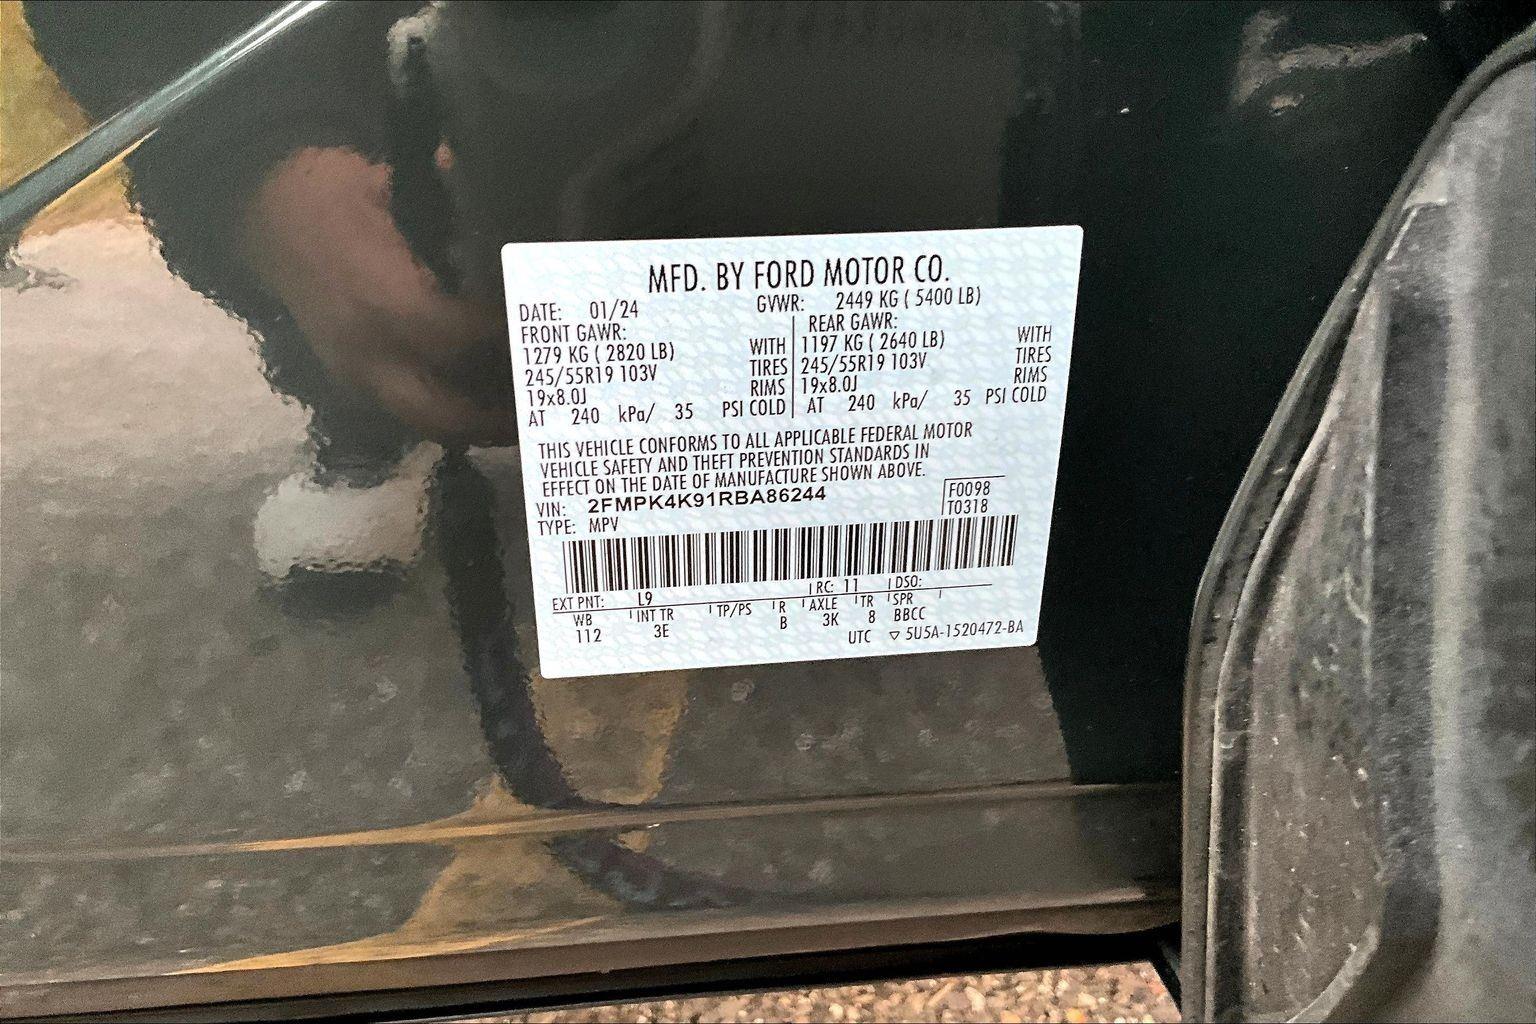 MFD. BY FORD MOTOR CO.
DATE: 01/24 GVWR: 2449 KG ( 5400 LB)
FRONT GAWR: REAR GAWR:
1279 KG ( 2820 LB) WITH 1197 KG ( 2640 LB) WITH
245/55R19 103V TIRES 245/55R19 103V TIRES
19x8.0J RIMS 19x8.0J RIMS
AT 240 kPa/ 35 PSI COLD AT 240 kPa/ 35 PSI COLD
THIS VEHICLE CONFORMS TO ALL APPLICABLE FEDERAL MOTOR
VEHICLE SAFETY AND THEFT PREVENTION STANDARDS IN
EFFECT ON THE DATE OF MANUFACTURE SHOWN ABOVE.
VIN: 2FMPK4K91RBA86244 F0098
TYPE: MPV T0318
EXT PNT: L9 RC: 11 DSO:
WB INT TR TP/PS R AXLE TR SPR
112 3E B 3K 8 BBCC
UTC ▽ 5U5A-1520472-BA